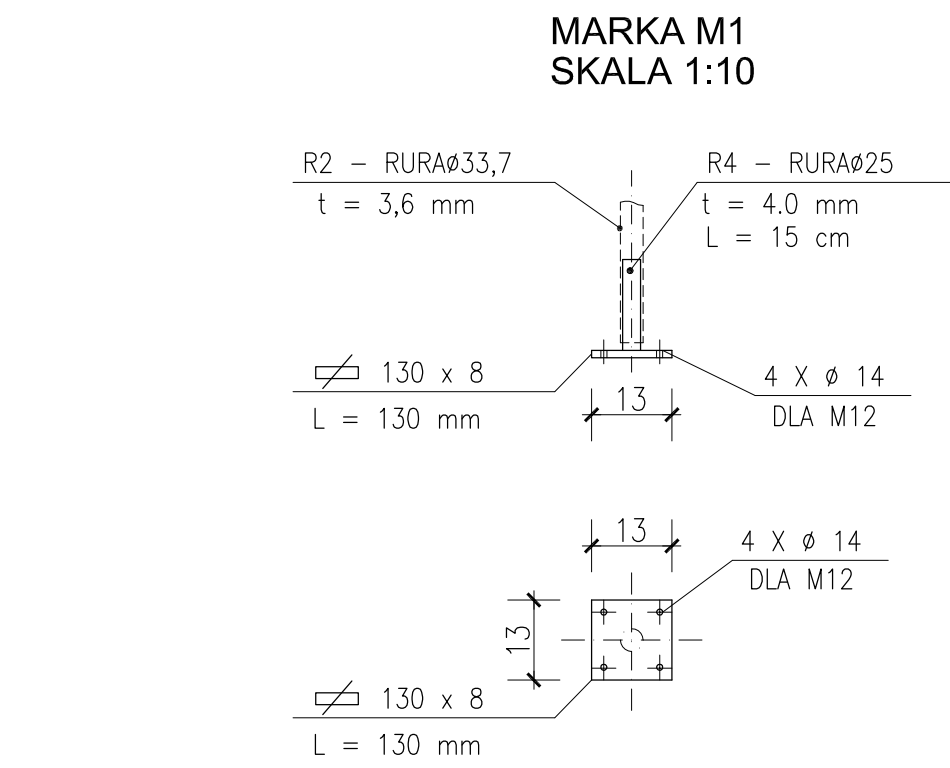 MARKA M1
SKALA 1:10
R2 - RURAø33,7
t = 3,6 mm
R4 - RURAø25
t = 4.0 mm
L = 15 cm
130 x 8
L = 130 mm
13
4 X ø 14
DLA M12
13
4 X ø 14
DLA M12
13
130 x 8
L = 130 mm